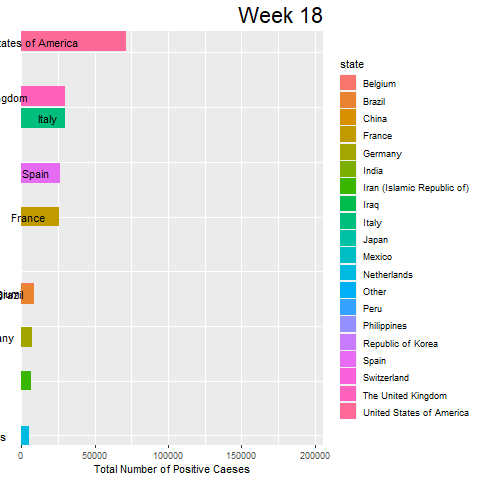 Week 18
tates of America
ngdom
Italy
Spain
France
Brazil
any
s
0
50000
100000
150000
200000
Total Number of Positive Caeses
state
Belgium
Brazil
China
France
Germany
India
Iran (Islamic Republic of)
Iraq
Italy
Japan
Mexico
Netherlands
Other
Peru
Philippines
Republic of Korea
Spain
Switzerland
The United Kingdom
United States of America